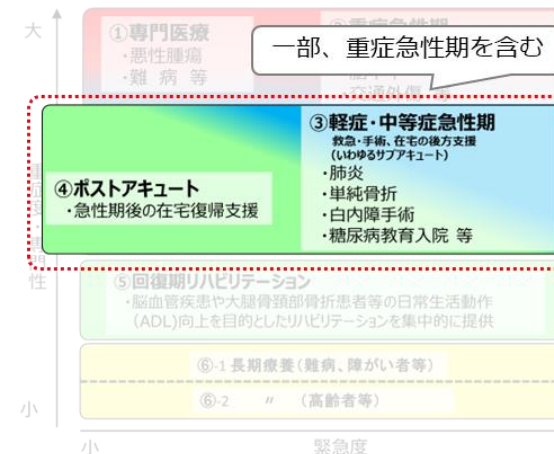 大
①専門医療
・悪性腫瘍
・難 病 等
一部、重症急性期を含む
③軽症・中等症急性期
救急・手術、在宅の後方支援
(いわゆるサブアキュート)
・肺炎
・単純骨折
・白内障手術
・糖尿病教育入院 等
④ポストアキュート
・急性期後の在宅復帰支援
性
⑤回復期リハビリテーション
・脳血管疾患や大腿骨頸部骨折患者等の日常生活動作
(ADL)向上を目的としたリハビリテーションを集中的に提供
⑥-1 長期療養(難病、障がい者等)
⑥-2 〃 (高齢者等)
小
小
緊急度